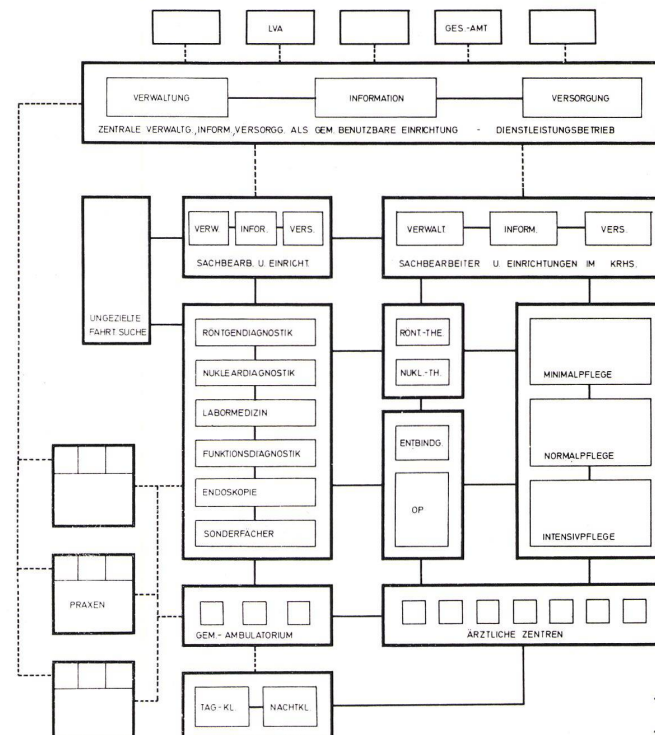 LVA
GES.-AMT
VERWALTUNG
INFORMATION
VERSORGUNG
ZENTRALE VERWALTG., INFORM., VERSORGG. ALS GEM. BENUTZBARE EINRICHTUNG - DIENSTLEISTUNGSBETRIEB
VERW.
INFOR.
VERS.
SACHBEARB. U. EINRICHT.
VERWALT.
INFORM.
VERS.
SACHBEARBEITER U. EINRICHTUNGEN IM KRHS.
UNGEZIELTE
FAHRT SUCHE
RÖNTGENDIAGNOSTIK
NUKLEARDIAGNOSTIK
LABORMEDIZIN
FUNKTIONSDIAGNOSTIK
ENDOSKOPIE
SONDERFÄCHER
RÖNT.-THE.
NUKL.-TH.
ENTBINDG.
OP
MINIMALPFLEGE
NORMALPFLEGE
INTENSIVPFLEGE
PRAXEN
GEM.- AMBULATORIUM
ÄRZTLICHE ZENTREN
TAG-KL.
NACHTKL.